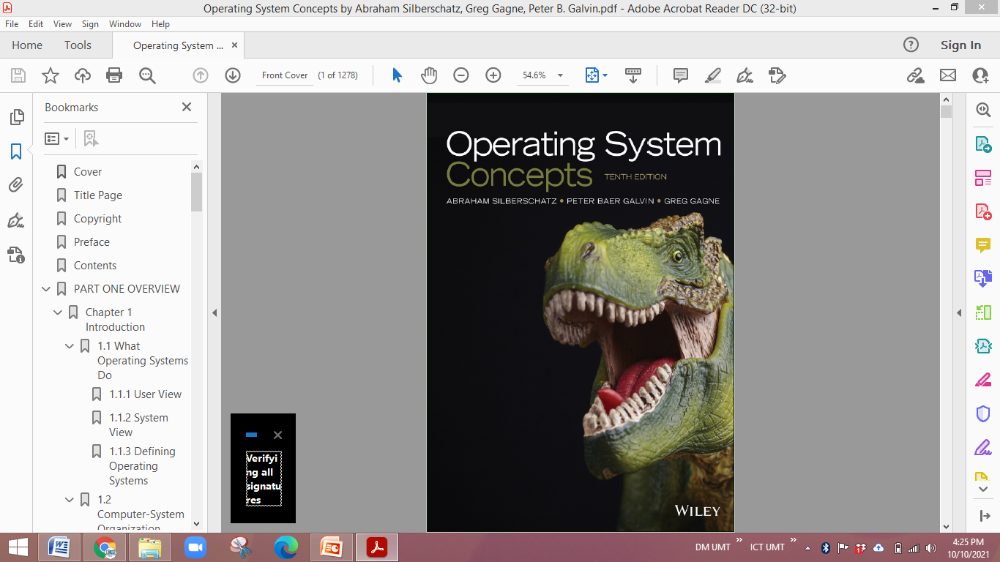 Operating System Concepts by Abraham Silberschatz, Greg Gagne, Peter B. Galvin.pdf - Adobe Acrobat Reader DC (32-bit)
File Edit View Sign Window Help
Home Tools Operating System ... Sign In
Front Cover (1 of 1278) 54.6%
Bookmarks
Cover
Title Page
Copyright
Preface
Contents
PART ONE OVERVIEW
Chapter 1
Introduction
1.1 What
Operating Systems
Do
1.1.1 User View
1.1.2 System
View
1.1.3 Defining
Operating
Systems
1.2
Computer-System
Organization
Verifyi
ng all
signatu
res
Operating System
Concepts TENTH EDITION
ABRAHAM SILBERSCHATZ • PETER BAER GALVIN • GREG GAGNE
WILEY
DM UMT ICT UMT
4:25 PM
10/10/2021